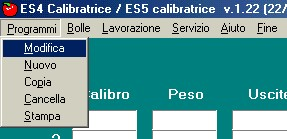 ES4 Calibratrice / ES5 calibratrice v.1.22 (22/
Programmi Bolle Lavorazione Servizio Aiuto Fine
Modifica
Nuovo
Copia
Cancella
Stampa
Calibro Peso Uscite